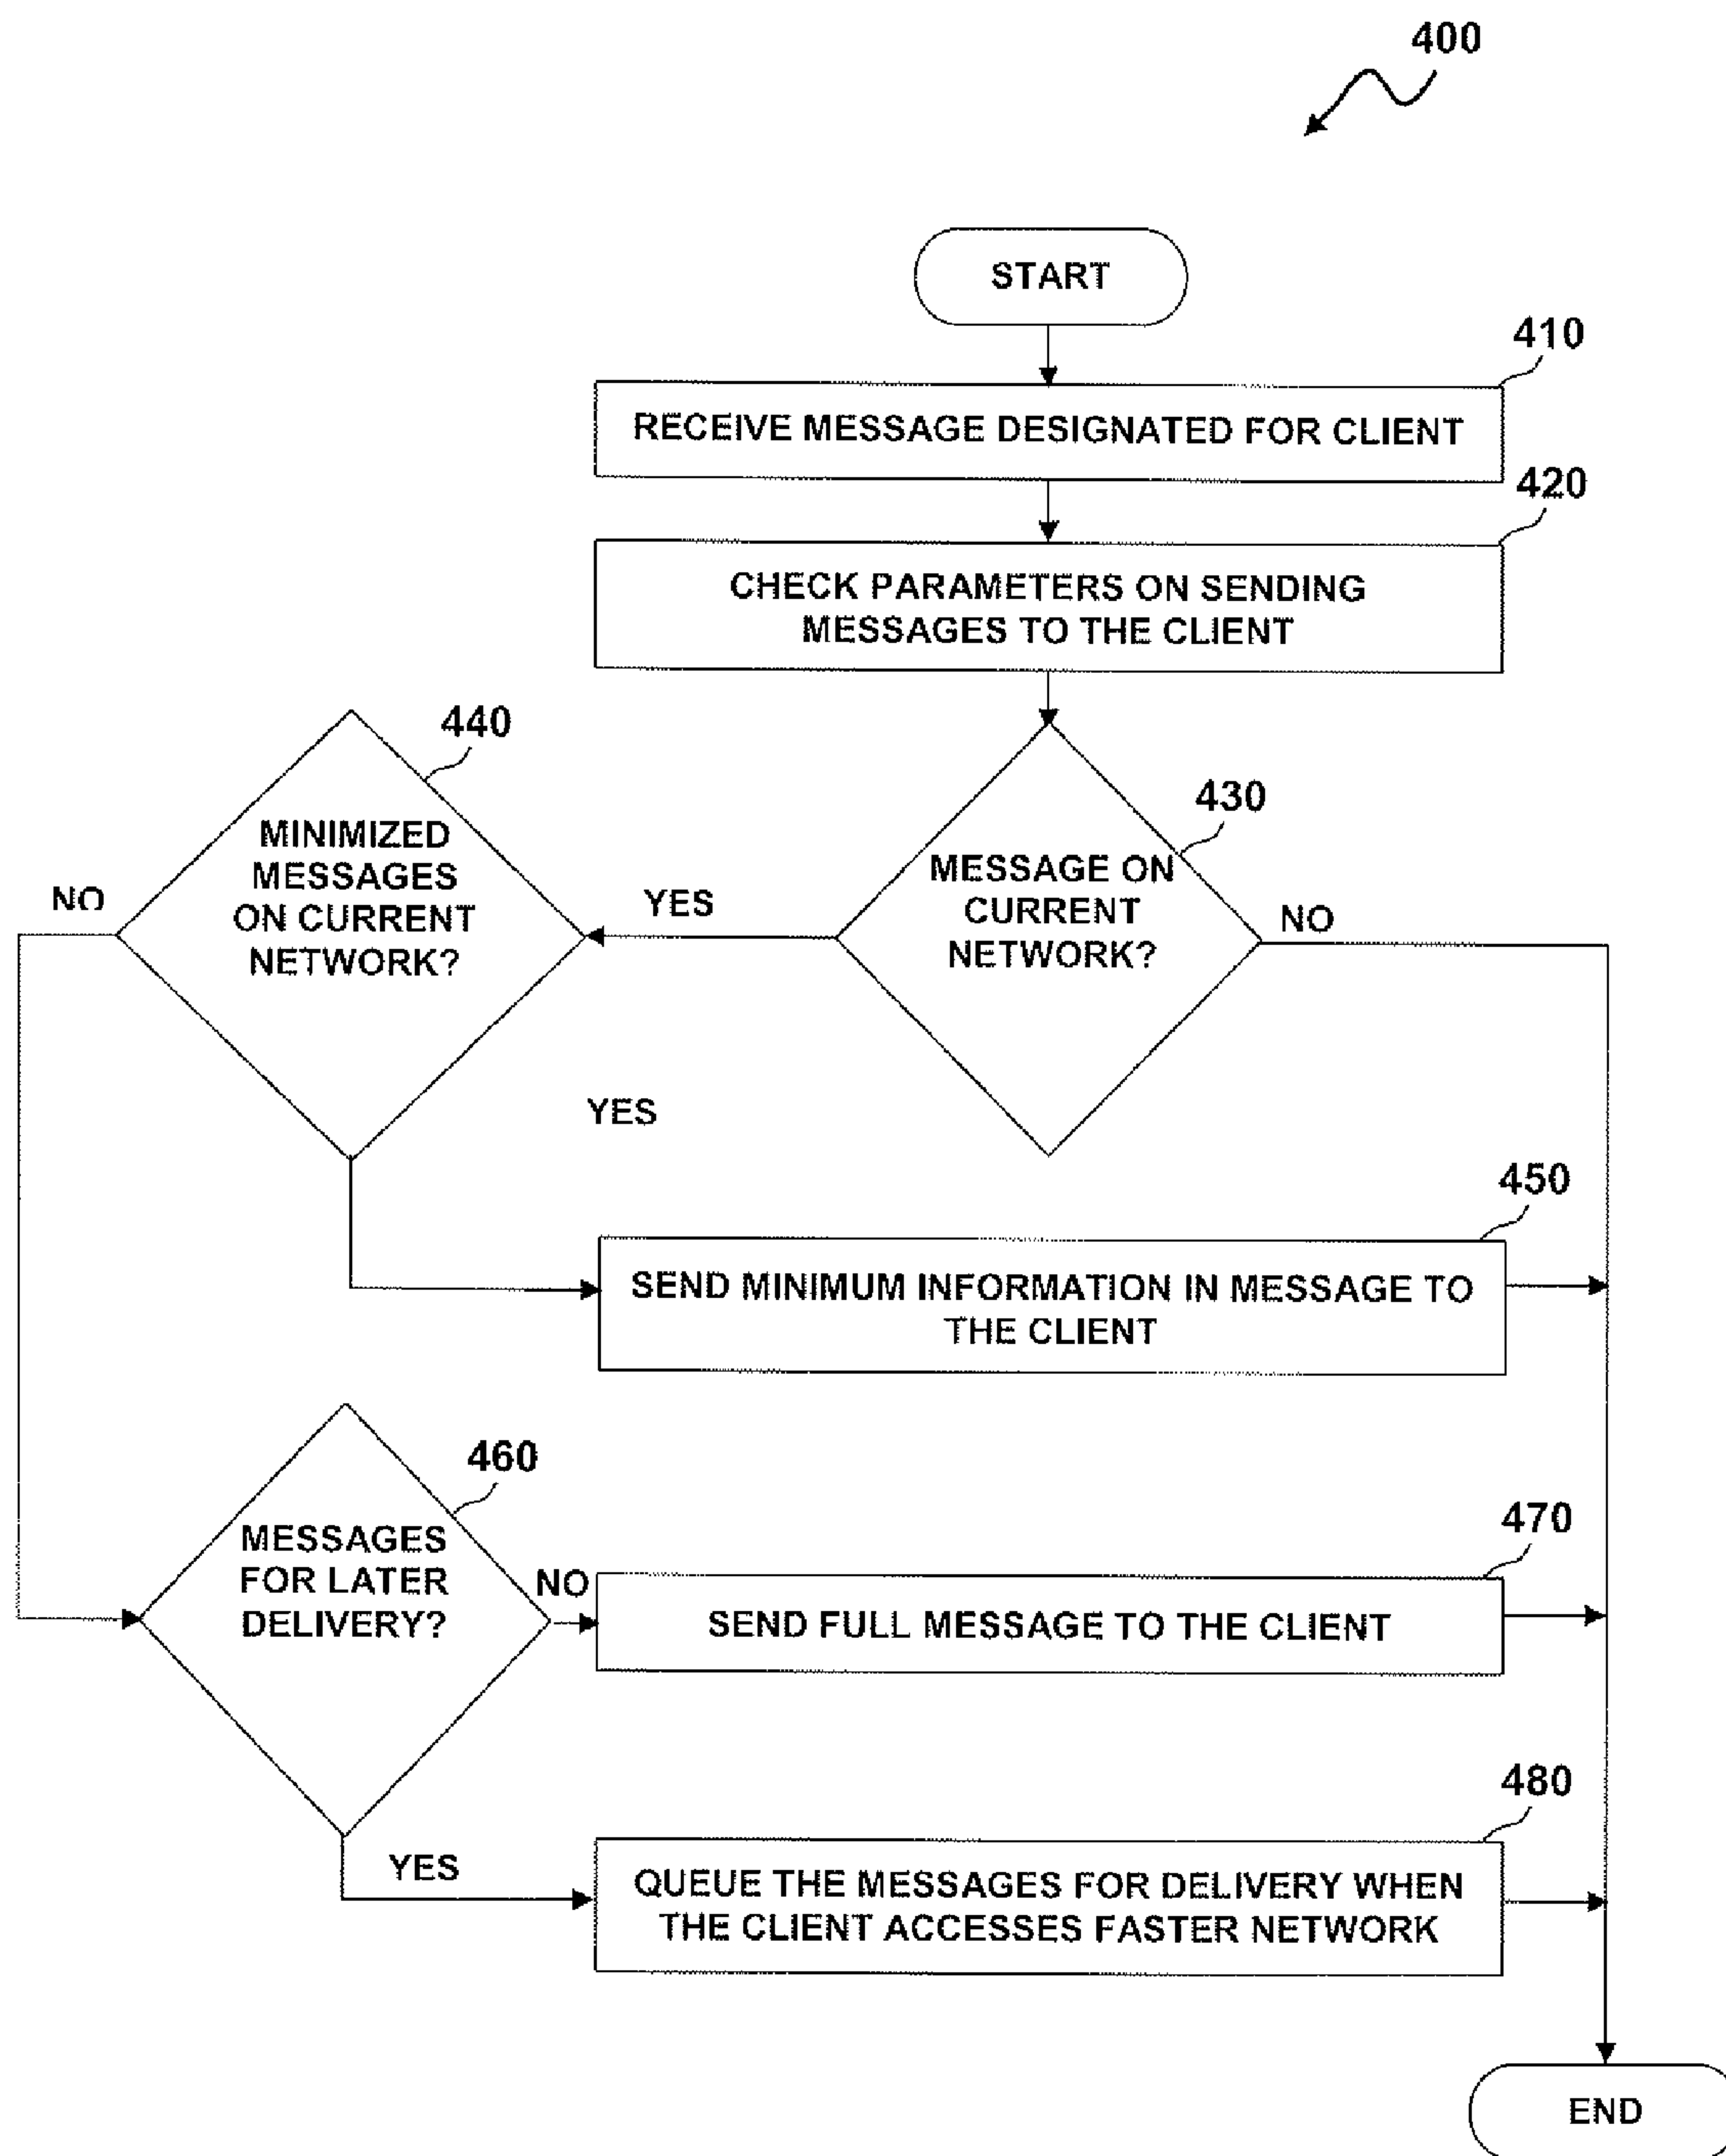 400
START
410
RECEIVE MESSAGE DESIGNATED FOR CLIENT
420
CHECK PARAMETERS ON SENDING
MESSAGES TO THE CLIENT
440
MINIMIZED
MESSAGES
ON CURRENT
NETWORK?
NO
YES
430
MESSAGE ON
CURRENT
NETWORK?
NO
YES
450
SEND MINIMUM INFORMATION IN MESSAGE TO
THE CLIENT
460
MESSAGES
FOR LATER
DELIVERY?
NO
470
SEND FULL MESSAGE TO THE CLIENT
YES
480
QUEUE THE MESSAGES FOR DELIVERY WHEN
THE CLIENT ACCESSES FASTER NETWORK
END